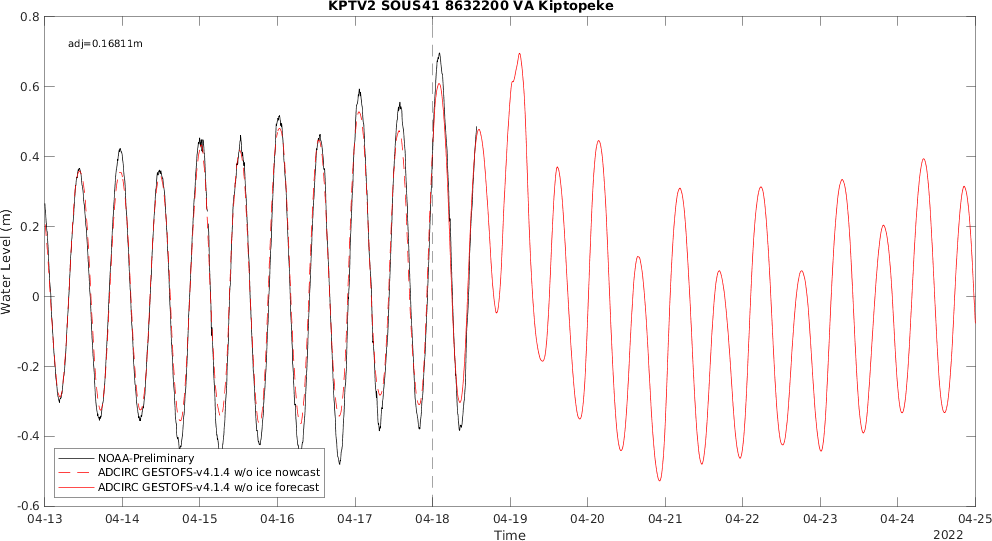 KPTV2 SOUS41 8632200 VA Kiptopeke
adj=0.16811m
Water Level (m)
0.8
0.6
0.4
0.2
0
-0.2
-0.4
-0.6
NOAA-Preliminary
ADCIRC GESTOFS-v4.1.4 w/o ice nowcast
ADCIRC GESTOFS-v4.1.4 w/o ice forecast
04-13 04-14 04-15 04-16 04-17 04-18 04-19 04-20 04-21 04-22 04-23 04-24 04-25
Time
2022